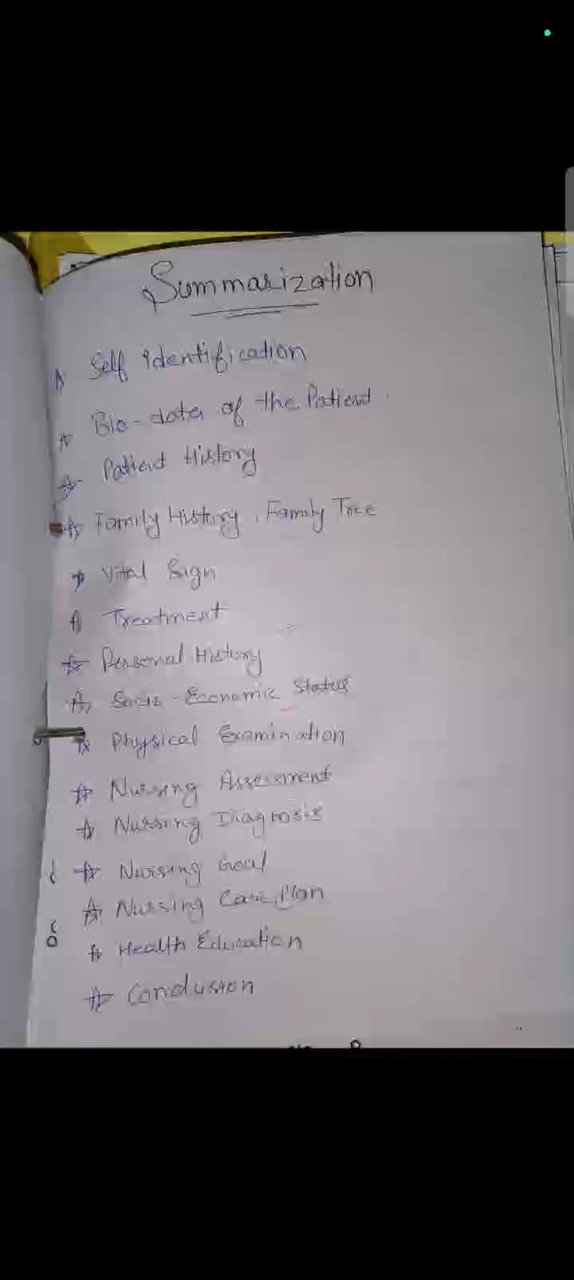 Summarization
Self identification
Bio-data of the Patient
Patient History
Family History, Family Tree
Vital Sign
Treatment
Personal History
Socio-Economic Status
Physical Examination
Nursing Assessment
Nursing Diagnosis
Nursing Goal
Nursing Care Plan
Health Education
Conclusion